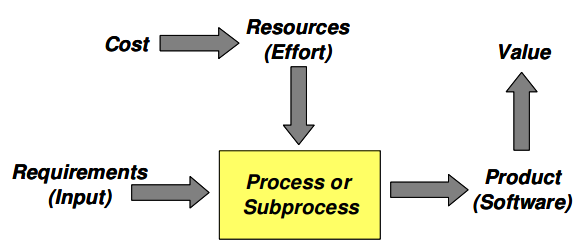 Cost
Resources
(Effort)
Value
Requirements
(Input)
Process or
Subprocess
Product
(Software)